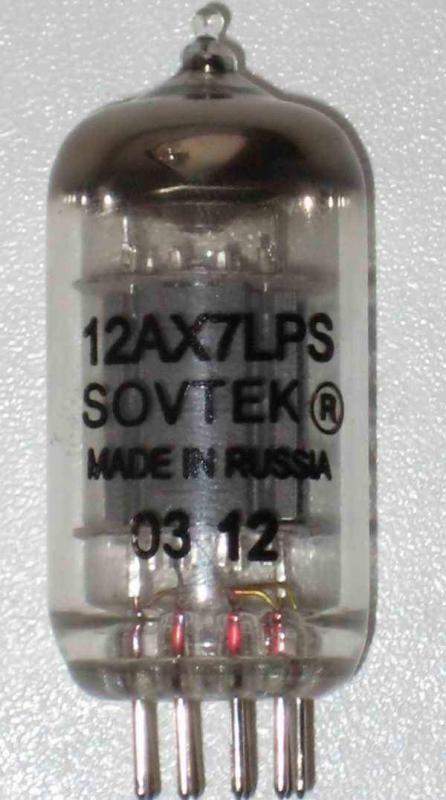 12AX7LPS
SOVTEK®
MADE IN RUSSIA
03 12